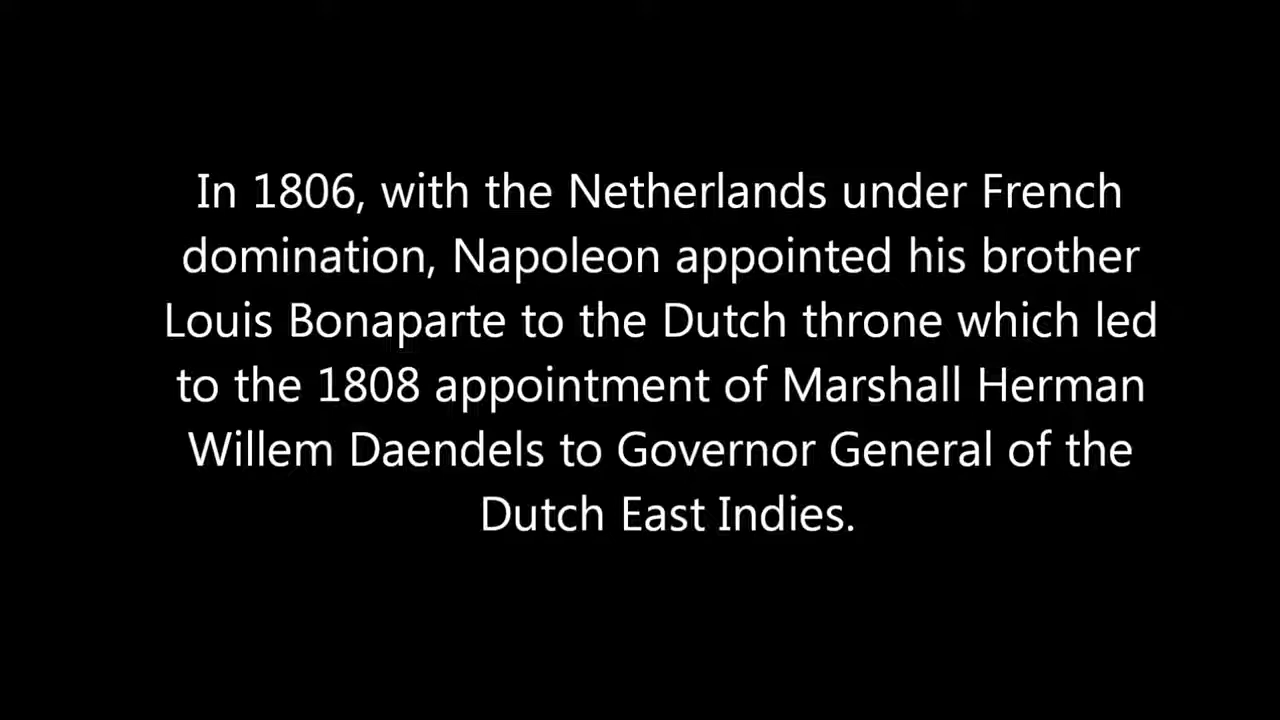 In 1806, with the Netherlands under French
domination, Napoleon appointed his brother
Louis Bonaparte to the Dutch throne which led
to the 1808 appointment of Marshall Herman
Willem Daendels to Governor General of the
Dutch East Indies.